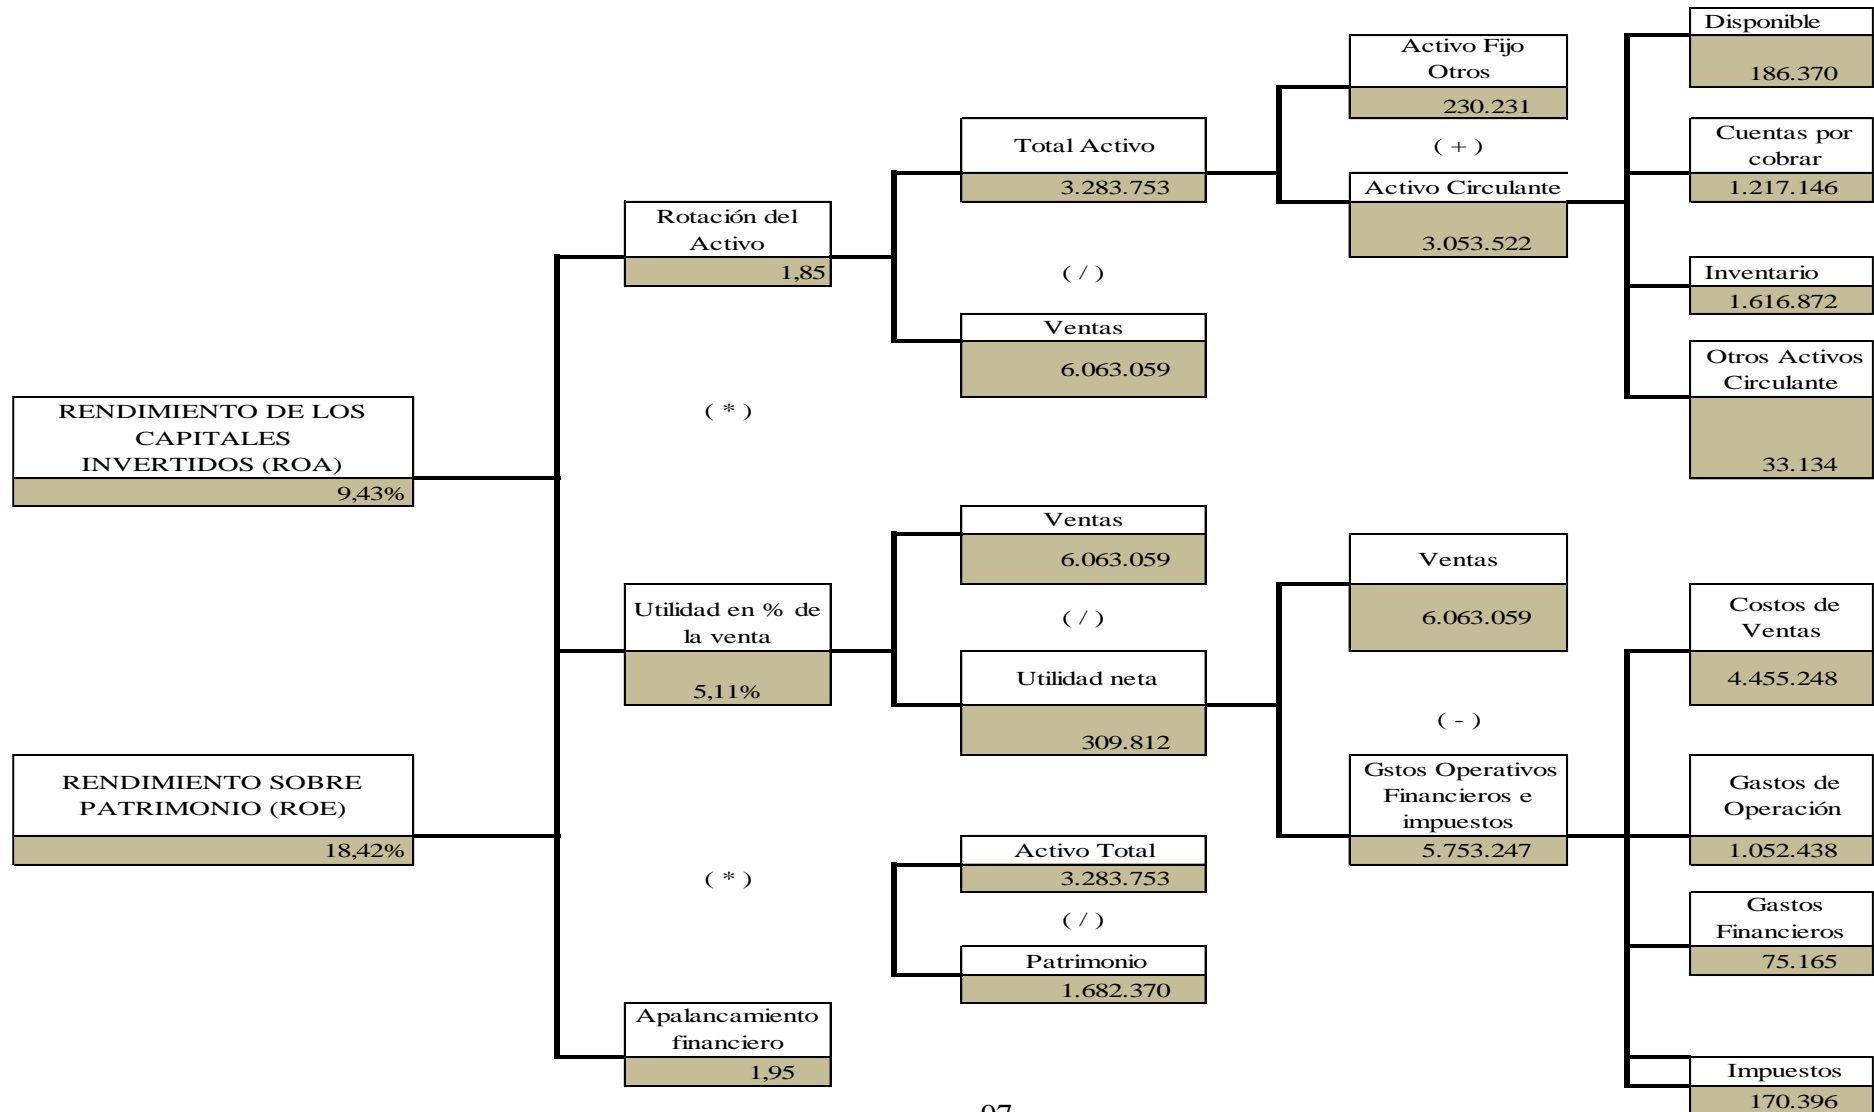 Disponible
186.370
Activo Fijo
Otros
230.231
Cuentas por
cobrar
1.217.146
Total Activo
3.283.753
( + )
Activo Circulante
3.053.522
Rotación del
Activo
1,85
( / )
Inventario
1.616.872
Ventas
6.063.059
Otros Activos
Circulante
33.134
RENDIMIENTO DE LOS
CAPITALES
INVERTIDOS (ROA)
9,43%
( * )
Ventas
6.063.059
Ventas
6.063.059
Utilidad en % de
la venta
5,11%
( / )
Costos de
Ventas
4.455.248
Utilidad neta
309.812
( - )
RENDIMIENTO SOBRE
PATRIMONIO (ROE)
18,42%
Gstos Operativos
Financieros e
impuestos
5.753.247
Gastos de
Operación
1.052.438
( * )
Activo Total
3.283.753
( / )
Patrimonio
1.682.370
Gastos
Financieros
75.165
Apalancamiento
financiero
1,95
Impuestos
170.396